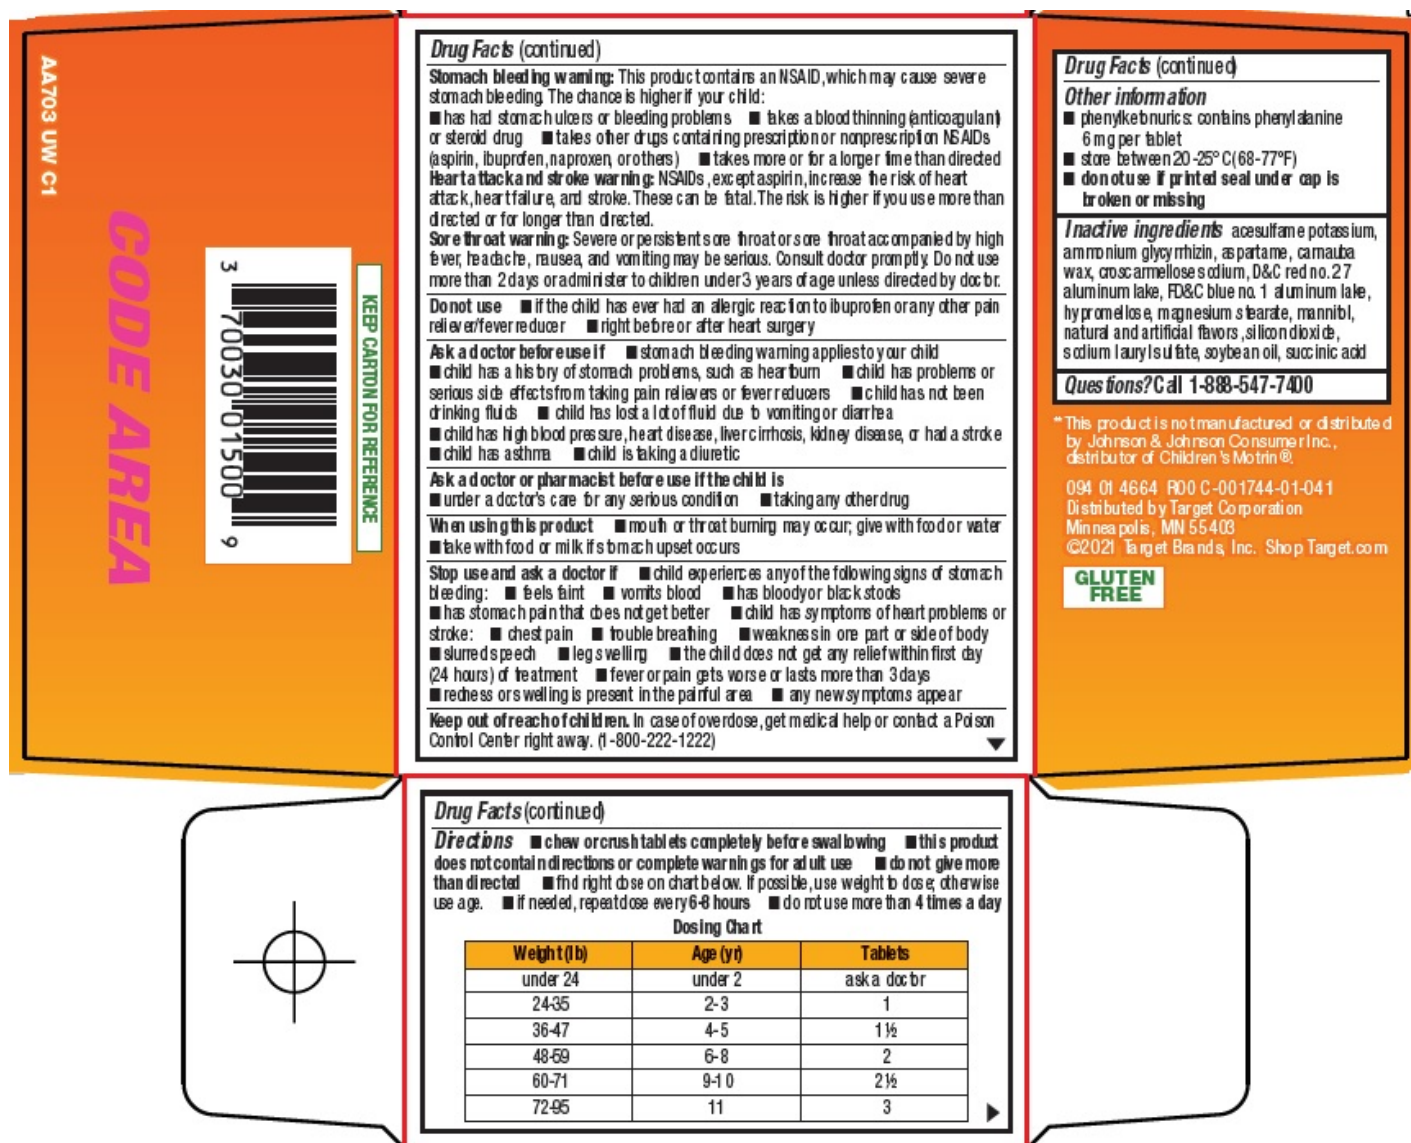 AA703 UW C1
CODE AREA
3 70030 01500 9
KEEP CARTON FOR REFERENCE
Drug Facts (continued)
Stomach bleeding warning: This product contains an NSAID, which may cause severe
stomach bleeding. The chance is higher if your child:
■ has had stomach ulcers or bleeding problems ■ takes a blood thinning (anticoagulant)
or steroid drug ■ takes other drugs containing prescription or nonprescription NSAIDs
(aspirin, ibuprofen, naproxen, or others) ■ takes more or for a longer time than directed
Heart attack and stroke warning: NSAIDs, except aspirin, increase the risk of heart
attack, heart failure, and stroke. These can be fatal. The risk is higher if you use more than
directed or for longer than directed.
Sore throat warning: Severe or persistent sore throat or sore throat accompanied by high
fever, headache, nausea, and vomiting may be serious. Consult doctor promptly. Do not use
more than 2 days or administer to children under 3 years of age unless directed by doctor.
Do not use ■ if the child has ever had an allergic reaction to ibuprofen or any other pain
reliever/fever reducer ■ right before or after heart surgery
Ask a doctor before use if ■ stomach bleeding warning applies to your child
■ child has a history of stomach problems, such as heartburn ■ child has problems or
serious side effects from taking pain relievers or fever reducers ■ child has not been
drinking fluids ■ child has lost a lot of fluid due to vomiting or diarrhea
■ child has high blood pressure, heart disease, liver cirrhosis, kidney disease, or had a stroke
■ child has asthma ■ child is taking a diuretic
Ask a doctor or pharmacist before use if the child is
■ under a doctor's care for any serious condition ■ taking any other drug
When using this product ■ mouth or throat burning may occur; give with food or water
■ take with food or milk if stomach upset occurs
Stop use and ask a doctor if ■ child experiences any of the following signs of stomach
bleeding: ■ feels faint ■ vomits blood ■ has bloody or black stools
■ has stomach pain that does not get better ■ child has symptoms of heart problems or
stroke: ■ chest pain ■ trouble breathing ■ weakness in one part or side of body
■ slurred speech ■ leg swelling ■ the child does not get any relief within first day
(24 hours) of treatment ■ fever or pain gets worse or lasts more than 3 days
■ redness or swelling is present in the painful area ■ any new symptoms appear
Keep out of reach of children. In case of overdose, get medical help or contact a Poison
Control Center right away. (1-800-222-1222)
Drug Facts (continued)
Other information
■ phenylketonurics: contains phenylalanine
6 mg per tablet
■ store between 20-25°C (68-77°F)
■ do not use if printed seal under cap is
broken or missing
Inactive ingredients acesulfame potassium,
ammonium glycyrrhizin, aspartame, carnauba
wax, croscarmellose sodium, D&C red no. 27
aluminum lake, FD&C blue no. 1 aluminum lake,
hypromellose, magnesium stearate, mannitol,
natural and artificial flavors, silicon dioxide,
sodium lauryl sulfate, soybean oil, succinic acid
Questions? Call 1-888-547-7400
**This product is not manufactured or distributed
by Johnson & Johnson Consumer Inc.,
distributor of Children's Motrin®.
094 01 4664 R00 C-001744-01-041
Distributed by Target Corporation
Minneapolis, MN 55403
©2021 Target Brands, Inc. Shop Target.com
GLUTEN
FREE
Drug Facts (continued)
Directions ■ chew or crush tablets completely before swallowing ■ this product
does not contain directions or complete warnings for adult use ■ do not give more
than directed ■ find right dose on chart below. If possible, use weight to dose; otherwise
use age. ■ if needed, repeat dose every 6-8 hours ■ do not use more than 4 times a day
Dosing Chart
Weight (lb) Age (yr) Tablets
under 24 under 2 ask a doctor
24-35 2-3 1
36-47 4-5 1½
48-59 6-8 2
60-71 9-10 2½
72-95 11 3